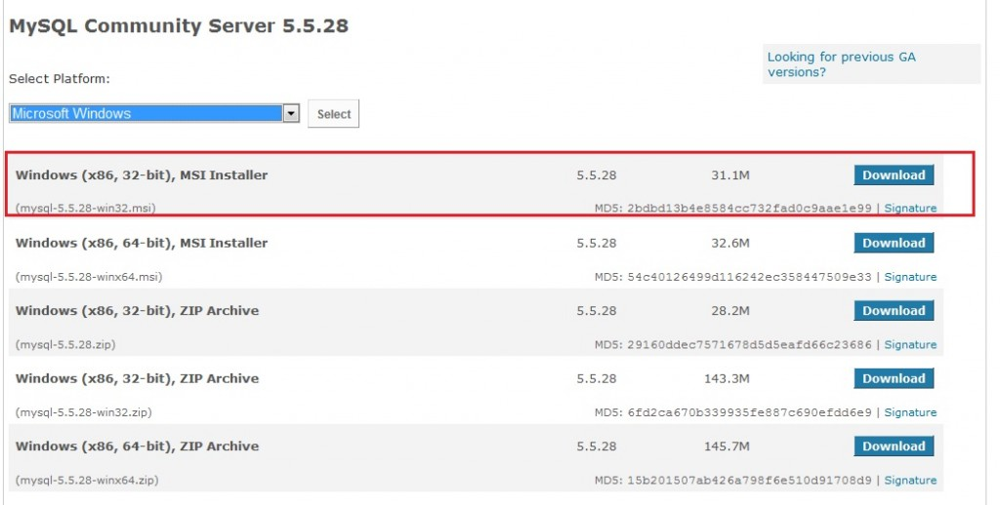 MySQL Community Server 5.5.28
Looking for previous GA
versions?
Select Platform:
Microsoft Windows Select
Windows (x86, 32-bit), MSI Installer 5.5.28 31.1M Download
(mysql-5.5.28-win32.msi) MD5: 2bdbd13b4e8584cc732fad0c9aae1e99 | Signature
Windows (x86, 64-bit), MSI Installer 5.5.28 32.6M Download
(mysql-5.5.28-winx64.msi) MD5: 54c40126499d116242ec358447509e33 | Signature
Windows (x86, 32-bit), ZIP Archive 5.5.28 28.2M Download
(mysql-5.5.28.zip) MD5: 29160ddec7571678d5d5eafd66c23686 | Signature
Windows (x86, 32-bit), ZIP Archive 5.5.28 143.3M Download
(mysql-5.5.28-win32.zip) MD5: 6fd2ca670b339935fe887c690efdd6e9 | Signature
Windows (x86, 64-bit), ZIP Archive 5.5.28 145.7M Download
(mysql-5.5.28-winx64.zip) MD5: 15b201507ab426a798f6e510d91708d9 | Signature